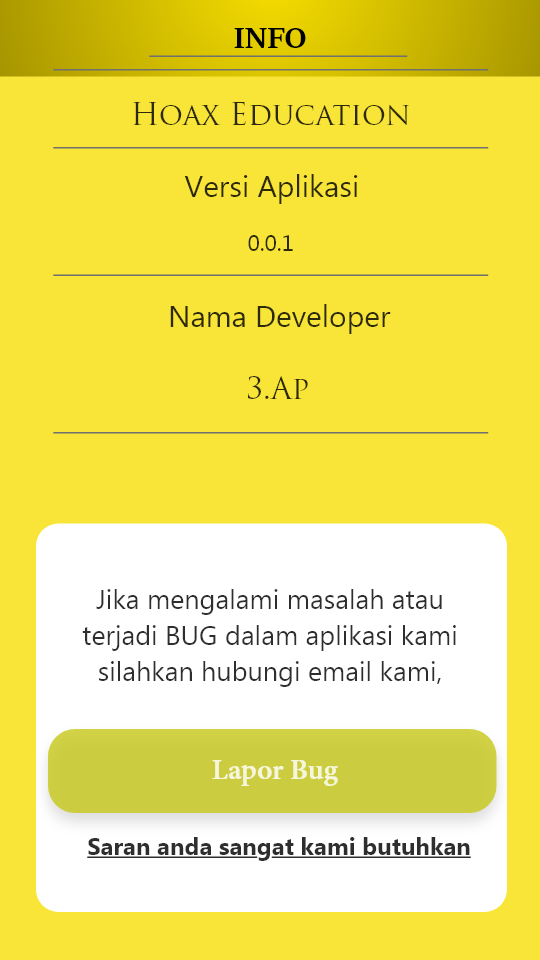 INFO
Hoax Education
Versi Aplikasi
0.0.1
Nama Developer
3.Ap
Jika mengalami masalah atau
terjadi BUG dalam aplikasi kami
silahkan hubungi email kami,
Lapor Bug
Saran anda sangat kami butuhkan